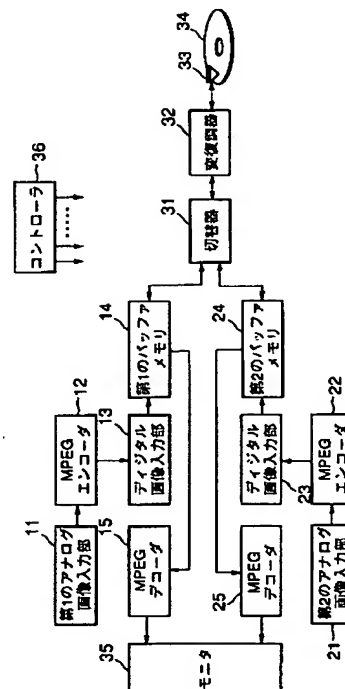 36
コントローラ
34
33
32
変復調器
31
切替器
14
第1のバッファ
メモリ
24
第2のバッファ
メモリ
12
MPEG
エンコーダ
13
ディジタル
画像入力部
ディジタル
画像入力部
23
22
MPEG
エンコーダ
11
第1のアナログ
画像入力部
15
MPEG
デコーダ
MPEG
デコーダ
25
第2のアナログ
画像入力部
21
35
モニタ